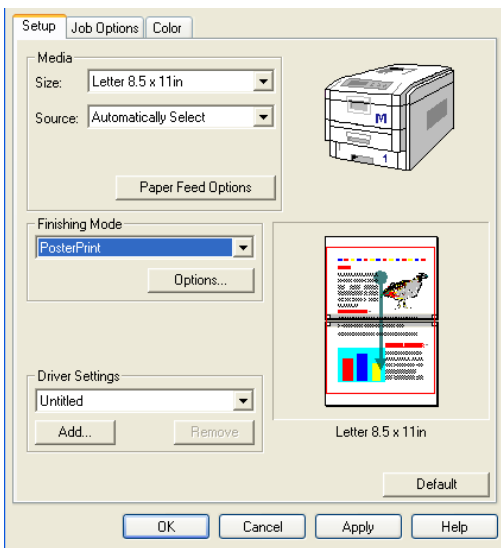 Setup Job Options Color
Media
Size: Letter 8.5 x 11in
Source: Automatically Select
M
1
Paper Feed Options
Finishing Mode
PosterPrint
Options...
Driver Settings
Untitled
Add... Remove
Letter 8.5 x 11in
Default
OK Cancel Apply Help